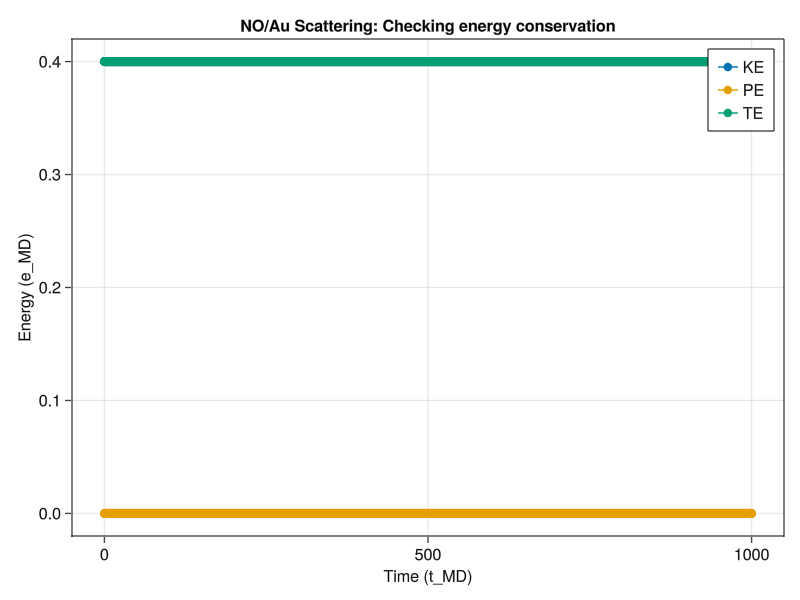 NO/Au Scattering: Checking energy conservation
0.4
0.3
0.2
0.1
0.0
Energy (e_MD)
KE
PE
TE
0 500 1000
Time (t_MD)